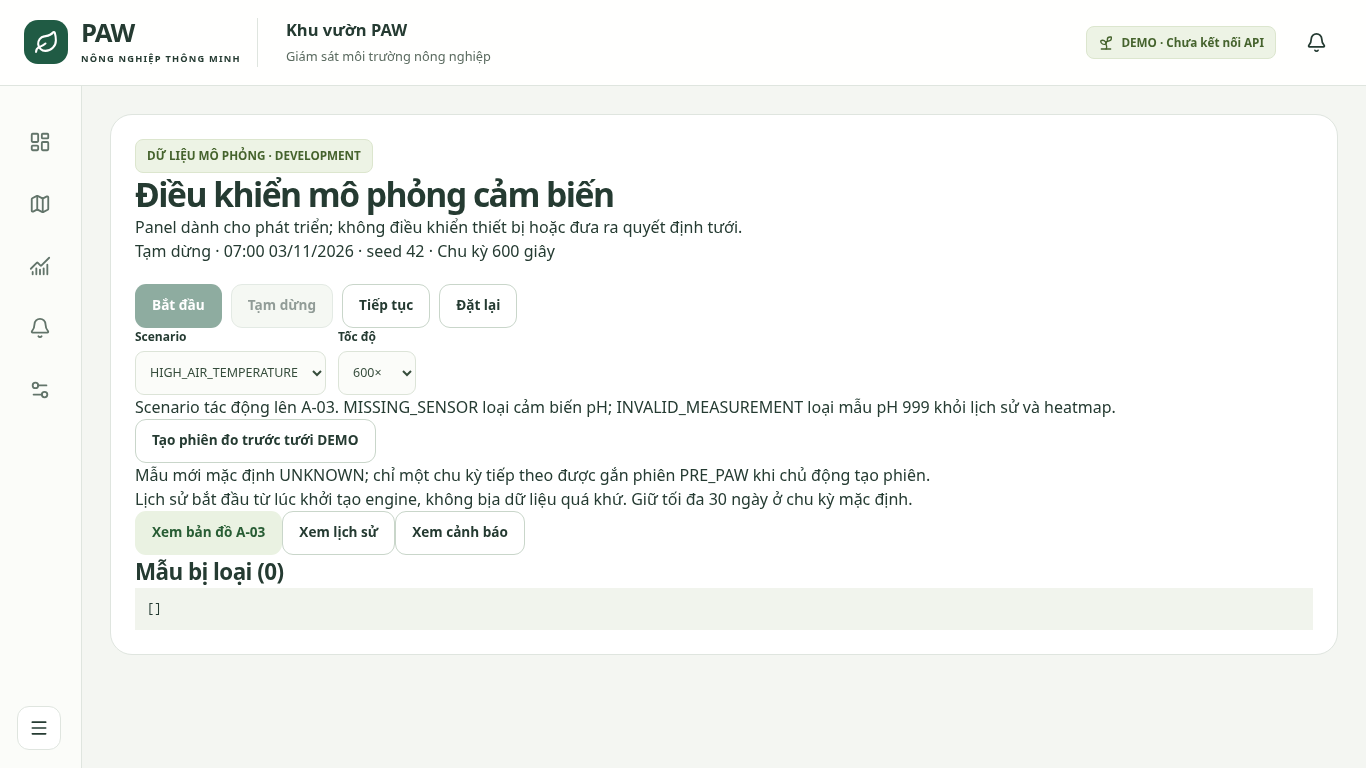 PAW
NÔNG NGHIỆP THÔNG MINH
Khu vườn PAW
Giám sát môi trường nông nghiệp
DEMO · Chưa kết nối API
DỮ LIỆU MÔ PHỎNG · DEVELOPMENT
Điều khiển mô phỏng cảm biến
Panel dành cho phát triển; không điều khiển thiết bị hoặc đưa ra quyết định tưới.
Tạm dừng · 07:00 03/11/2026 · seed 42 · Chu kỳ 600 giây
Bắt đầu Tạm dừng Tiếp tục Đặt lại
Scenario Tốc độ
HIGH_AIR_TEMPERATURE 600×
Scenario tác động lên A-03. MISSING_SENSOR loại cảm biến pH; INVALID_MEASUREMENT loại mẫu pH 999 khỏi lịch sử và heatmap.
Tạo phiên đo trước tưới DEMO
Mẫu mới mặc định UNKNOWN; chỉ một chu kỳ tiếp theo được gắn phiên PRE_PAW khi chủ động tạo phiên.
Lịch sử bắt đầu từ lúc khởi tạo engine, không bịa dữ liệu quá khứ. Giữ tối đa 30 ngày ở chu kỳ mặc định.
Xem bản đồ A-03 Xem lịch sử Xem cảnh báo
Mẫu bị loại (0)
[]